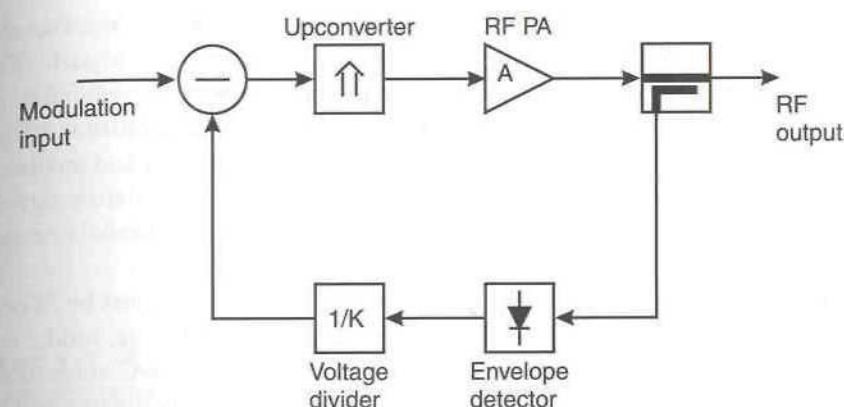 Upconverter
RF PA
A
Modulation
input
RF
output
1/K
Voltage
divider
Envelope
detector